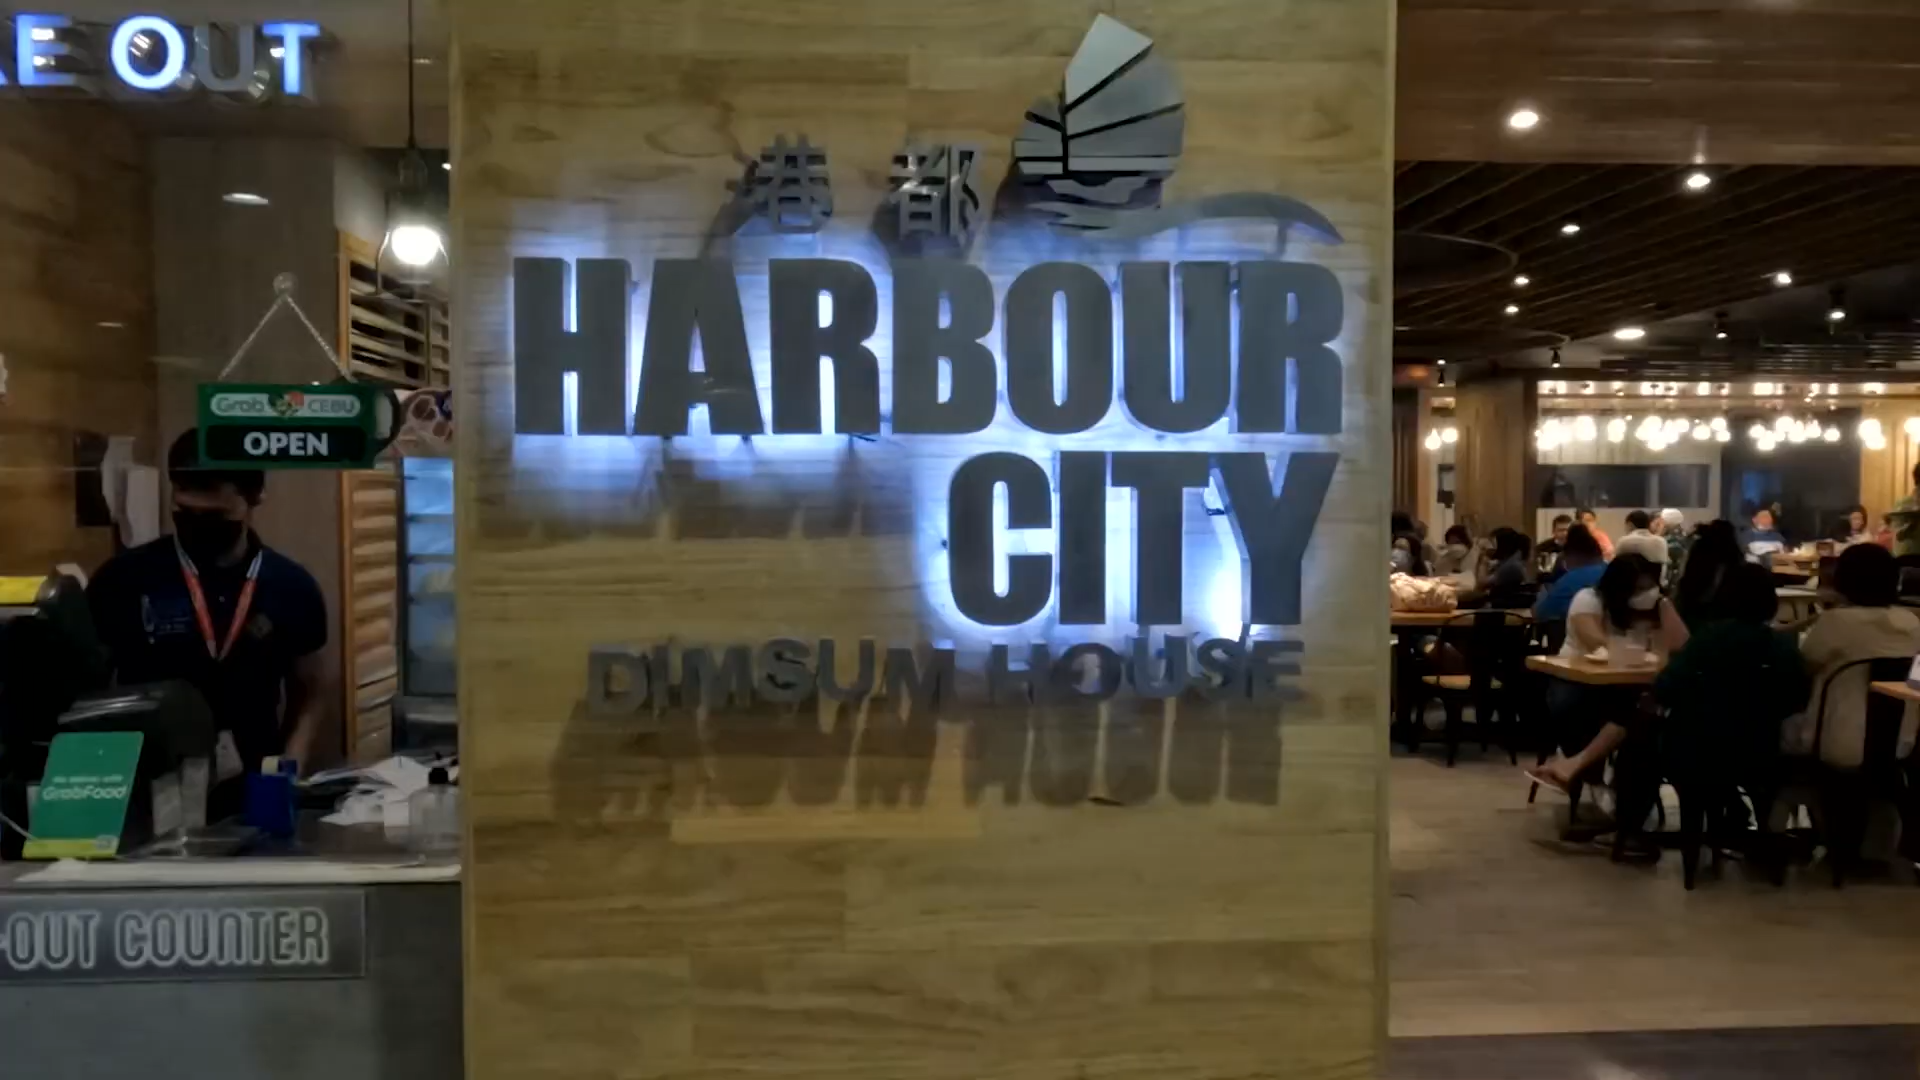 E OUT
港都
HARBOUR
CITY
DIMSUM HOUSE
Grab CEBU
OPEN
GrabFood
-OUT COUNTER